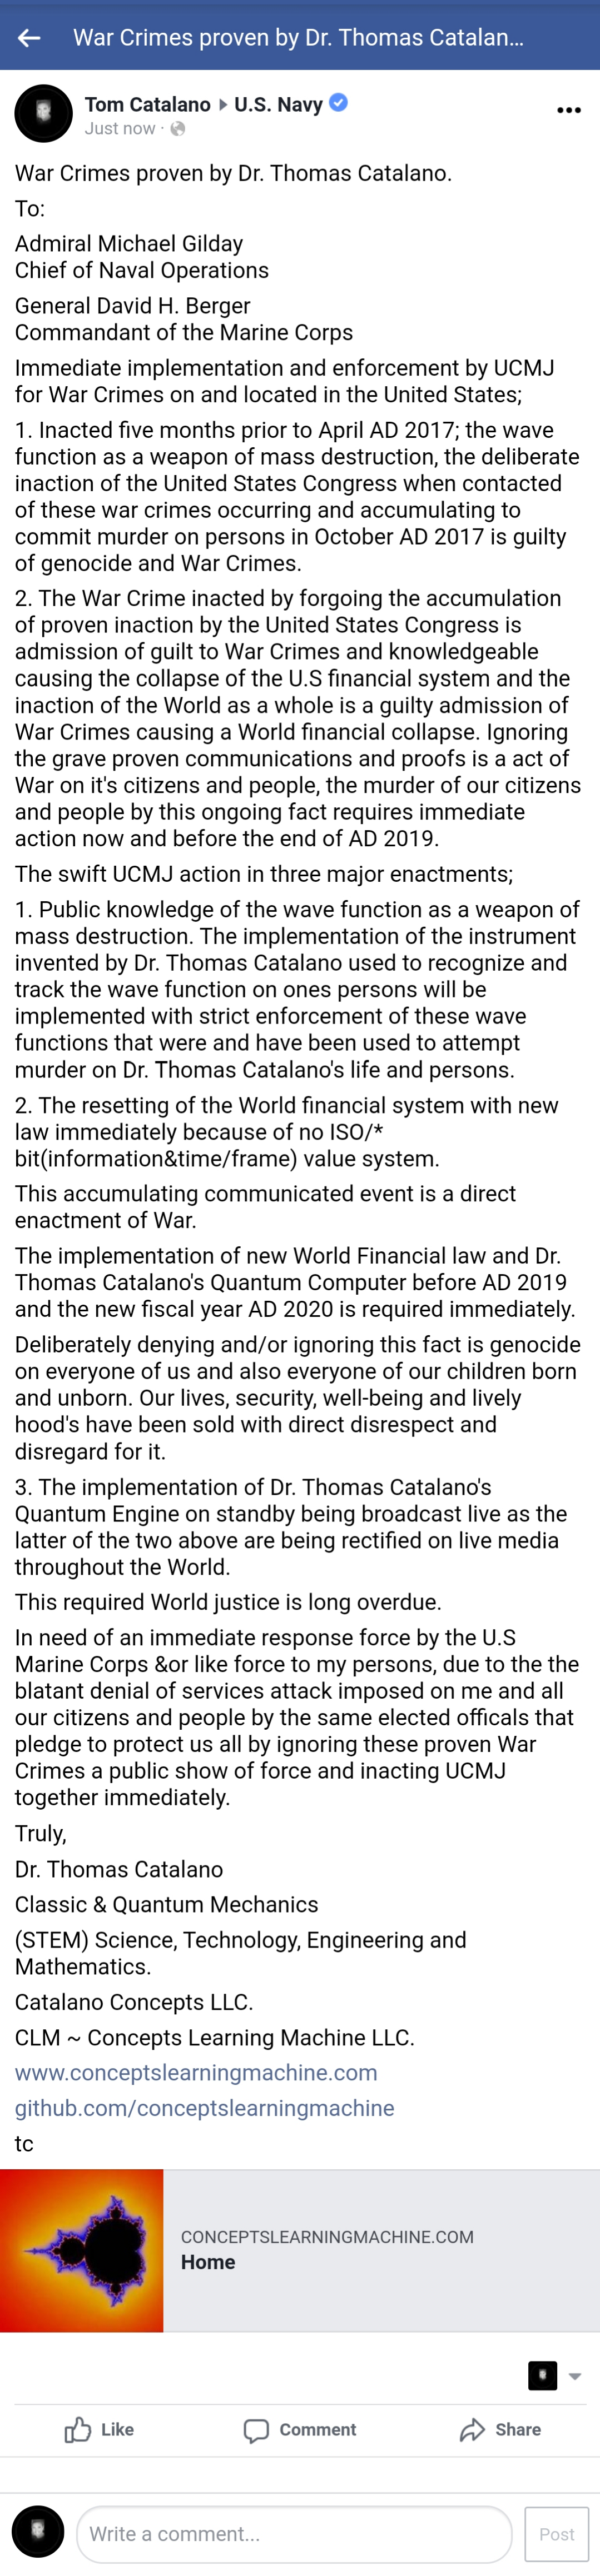 War Crimes proven by Dr. Thomas Catalan...
Tom Catalano ▸ U.S. Navy
Just now ·
War Crimes proven by Dr. Thomas Catalano.
To:
Admiral Michael Gilday
Chief of Naval Operations
General David H. Berger
Commandant of the Marine Corps
Immediate implementation and enforcement by UCMJ
for War Crimes on and located in the United States;
1. Inacted five months prior to April AD 2017; the wave
function as a weapon of mass destruction, the deliberate
inaction of the United States Congress when contacted
of these war crimes occurring and accumulating to
commit murder on persons in October AD 2017 is guilty
of genocide and War Crimes.
2. The War Crime inacted by forgoing the accumulation
of proven inaction by the United States Congress is
admission of guilt to War Crimes and knowledgeable
causing the collapse of the U.S financial system and the
inaction of the World as a whole is a guilty admission of
War Crimes causing a World financial collapse. Ignoring
the grave proven communications and proofs is a act of
War on it's citizens and people, the murder of our citizens
and people by this ongoing fact requires immediate
action now and before the end of AD 2019.
The swift UCMJ action in three major enactments;
1. Public knowledge of the wave function as a weapon of
mass destruction. The implementation of the instrument
invented by Dr. Thomas Catalano used to recognize and
track the wave function on ones persons will be
implemented with strict enforcement of these wave
functions that were and have been used to attempt
murder on Dr. Thomas Catalano's life and persons.
2. The resetting of the World financial system with new
law immediately because of no ISO/*
bit(information&time/frame) value system.
This accumulating communicated event is a direct
enactment of War.
The implementation of new World Financial law and Dr.
Thomas Catalano's Quantum Computer before AD 2019
and the new fiscal year AD 2020 is required immediately.
Deliberately denying and/or ignoring this fact is genocide
on everyone of us and also everyone of our children born
and unborn. Our lives, security, well-being and lively
hood's have been sold with direct disrespect and
disregard for it.
3. The implementation of Dr. Thomas Catalano's
Quantum Engine on standby being broadcast live as the
latter of the two above are being rectified on live media
throughout the World.
This required World justice is long overdue.
In need of an immediate response force by the U.S
Marine Corps &or like force to my persons, due to the the
blatant denial of services attack imposed on me and all
our citizens and people by the same elected officals that
pledge to protect us all by ignoring these proven War
Crimes a public show of force and inacting UCMJ
together immediately.
Truly,
Dr. Thomas Catalano
Classic & Quantum Mechanics
(STEM) Science, Technology, Engineering and
Mathematics.
Catalano Concepts LLC.
CLM ~ Concepts Learning Machine LLC.
www.conceptslearningmachine.com
github.com/conceptslearningmachine
tc
CONCEPTSLEARNINGMACHINE.COM
Home
Like Comment Share
Write a comment... Post